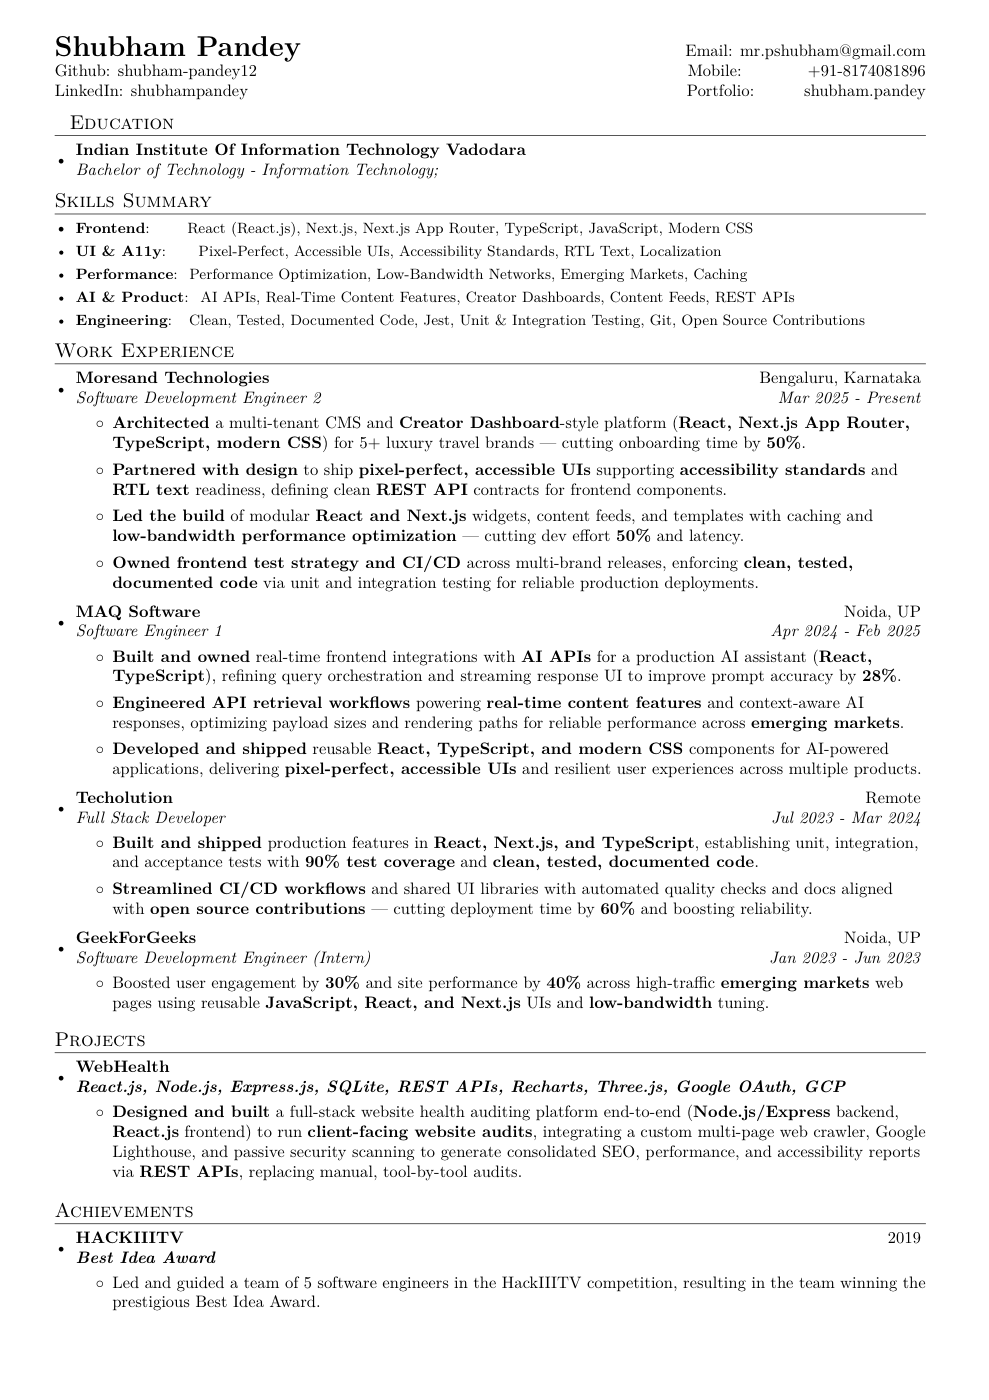 Shubham Pandey
Github: shubham-pandey12
LinkedIn: shubhampandey
Email: mr.pshubham@gmail.com
Mobile: +91-8174081896
Portfolio: shubham.pandey
Education
• Indian Institute Of Information Technology Vadodara
Bachelor of Technology - Information Technology;
Skills Summary
• Frontend: React (React.js), Next.js, Next.js App Router, TypeScript, JavaScript, Modern CSS
• UI & A11y: Pixel-Perfect, Accessible UIs, Accessibility Standards, RTL Text, Localization
• Performance: Performance Optimization, Low-Bandwidth Networks, Emerging Markets, Caching
• AI & Product: AI APIs, Real-Time Content Features, Creator Dashboards, Content Feeds, REST APIs
• Engineering: Clean, Tested, Documented Code, Jest, Unit & Integration Testing, Git, Open Source Contributions
Work Experience
• Moresand Technologies Bengaluru, Karnataka
Software Development Engineer 2 Mar 2025 - Present
◦ Architected a multi-tenant CMS and Creator Dashboard-style platform (React, Next.js App Router,
TypeScript, modern CSS) for 5+ luxury travel brands — cutting onboarding time by 50%.
◦ Partnered with design to ship pixel-perfect, accessible UIs supporting accessibility standards and
RTL text readiness, defining clean REST API contracts for frontend components.
◦ Led the build of modular React and Next.js widgets, content feeds, and templates with caching and
low-bandwidth performance optimization — cutting dev effort 50% and latency.
◦ Owned frontend test strategy and CI/CD across multi-brand releases, enforcing clean, tested,
documented code via unit and integration testing for reliable production deployments.
• MAQ Software Noida, UP
Software Engineer 1 Apr 2024 - Feb 2025
◦ Built and owned real-time frontend integrations with AI APIs for a production AI assistant (React,
TypeScript), refining query orchestration and streaming response UI to improve prompt accuracy by 28%.
◦ Engineered API retrieval workflows powering real-time content features and context-aware AI
responses, optimizing payload sizes and rendering paths for reliable performance across emerging markets.
◦ Developed and shipped reusable React, TypeScript, and modern CSS components for AI-powered
applications, delivering pixel-perfect, accessible UIs and resilient user experiences across multiple products.
• Techolution Remote
Full Stack Developer Jul 2023 - Mar 2024
◦ Built and shipped production features in React, Next.js, and TypeScript, establishing unit, integration,
and acceptance tests with 90% test coverage and clean, tested, documented code.
◦ Streamlined CI/CD workflows and shared UI libraries with automated quality checks and docs aligned
with open source contributions — cutting deployment time by 60% and boosting reliability.
• GeekForGeeks Noida, UP
Software Development Engineer (Intern) Jan 2023 - Jun 2023
◦ Boosted user engagement by 30% and site performance by 40% across high-traffic emerging markets web
pages using reusable JavaScript, React, and Next.js UIs and low-bandwidth tuning.
Projects
• WebHealth
React.js, Node.js, Express.js, SQLite, REST APIs, Recharts, Three.js, Google OAuth, GCP
◦ Designed and built a full-stack website health auditing platform end-to-end (Node.js/Express backend,
React.js frontend) to run client-facing website audits, integrating a custom multi-page web crawler, Google
Lighthouse, and passive security scanning to generate consolidated SEO, performance, and accessibility reports
via REST APIs, replacing manual, tool-by-tool audits.
Achievements
• HACKIIITV 2019
Best Idea Award
◦ Led and guided a team of 5 software engineers in the HackIIITV competition, resulting in the team winning the
prestigious Best Idea Award.